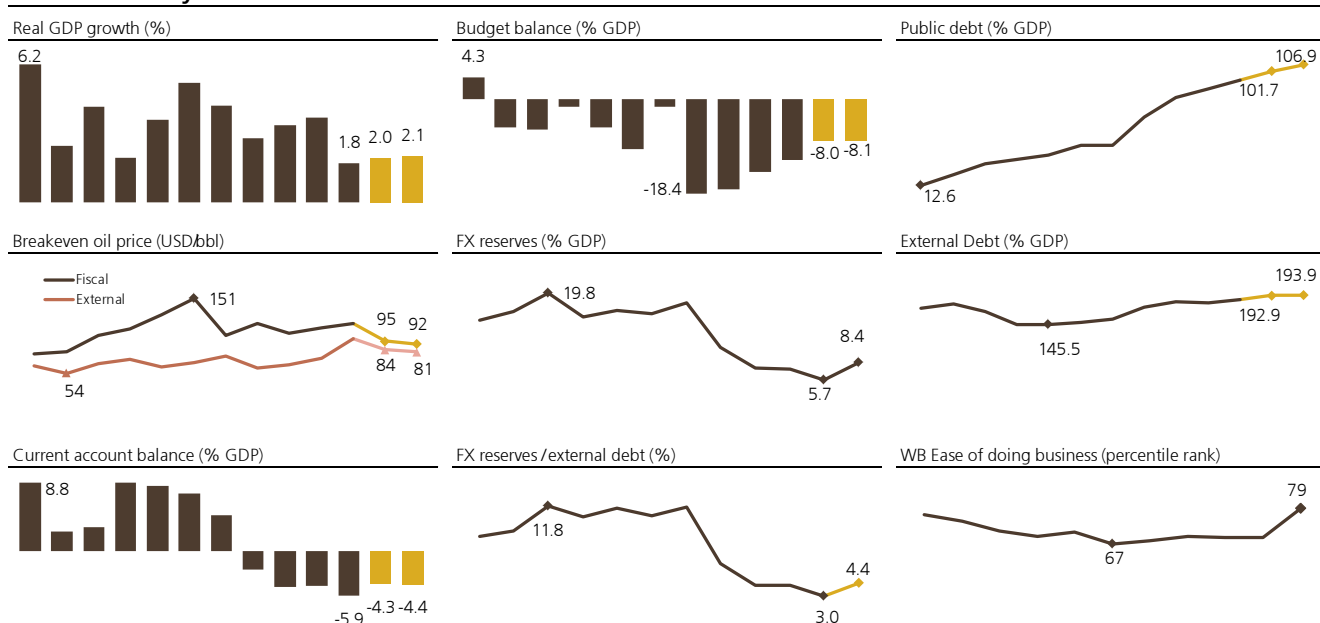 Real GDP growth (%)
6.2
1.8
2.0
2.1
Budget balance (% GDP)
4.3
-18.4
-8.0
-8.1
Public debt (% GDP)
12.6
101.7
106.9
Breakeven oil price (USD/bbl)
Fiscal
External
151
54
95
92
84
81
FX reserves (% GDP)
19.8
5.7
8.4
External Debt (% GDP)
145.5
192.9
193.9
Current account balance (% GDP)
8.8
-5.9
-4.3
-4.4
FX reserves/external debt (%)
11.8
3.0
4.4
WB Ease of doing business (percentile rank)
67
79